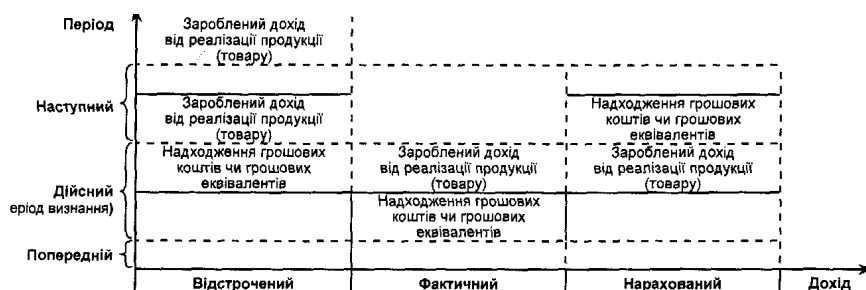 Період
Зароблений дохід
від реалізації продукції
(товару)
Наступний
Зароблений дохід
від реалізації продукції
(товару)
Надходження грошових
коштів чи грошових
еквівалентів
Дійсний
еріод визнання)
Надходження грошових
коштів чи грошових
еквівалентів
Зароблений дохід
від реалізації продукції
(товару)
Зароблений дохід
від реалізації продукції
(товару)
Надходження грошових
коштів чи грошових
еквівалентів
Попередній
Відстрочений
Фактичний
Нарахований
Дохід